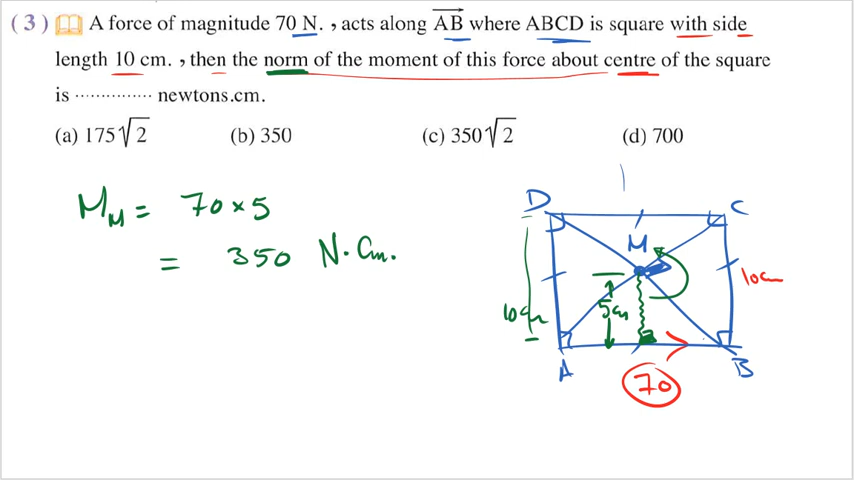 (3) A force of magnitude 70 N. , acts along AB where ABCD is square with side
length 10 cm. , then the norm of the moment of this force about centre of the square
is .............. newtons.cm.
(a) 175√2 (b) 350 (c) 350√2 (d) 700
M_M = 70 × 5
= 350 N. Cm.
D C
M
10cm 5cm 10cm
A B
70